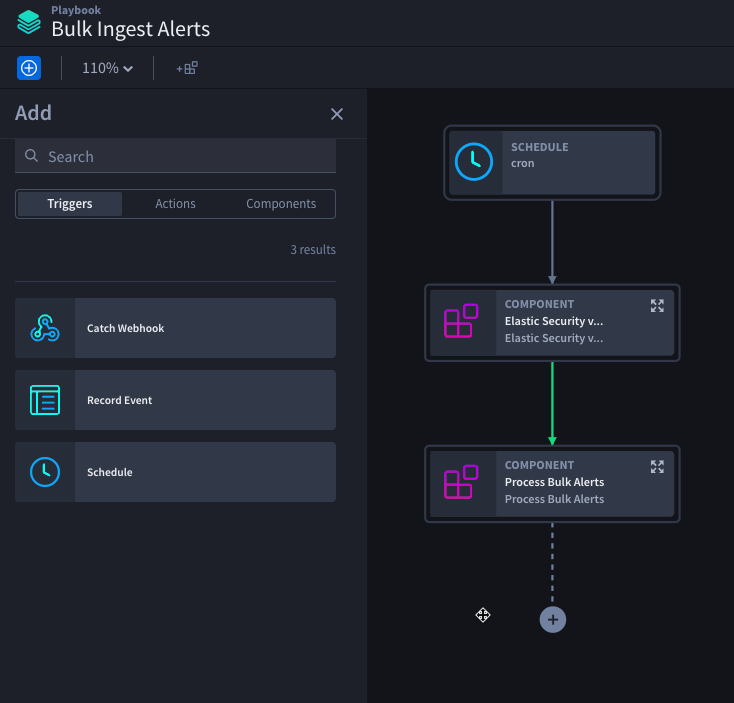 Playbook
Bulk Ingest Alerts
110%
Add
Search
Triggers Actions Components
3 results
Catch Webhook
Record Event
Schedule
SCHEDULE
cron
COMPONENT
Elastic Security v...
Elastic Security v...
COMPONENT
Process Bulk Alerts
Process Bulk Alerts